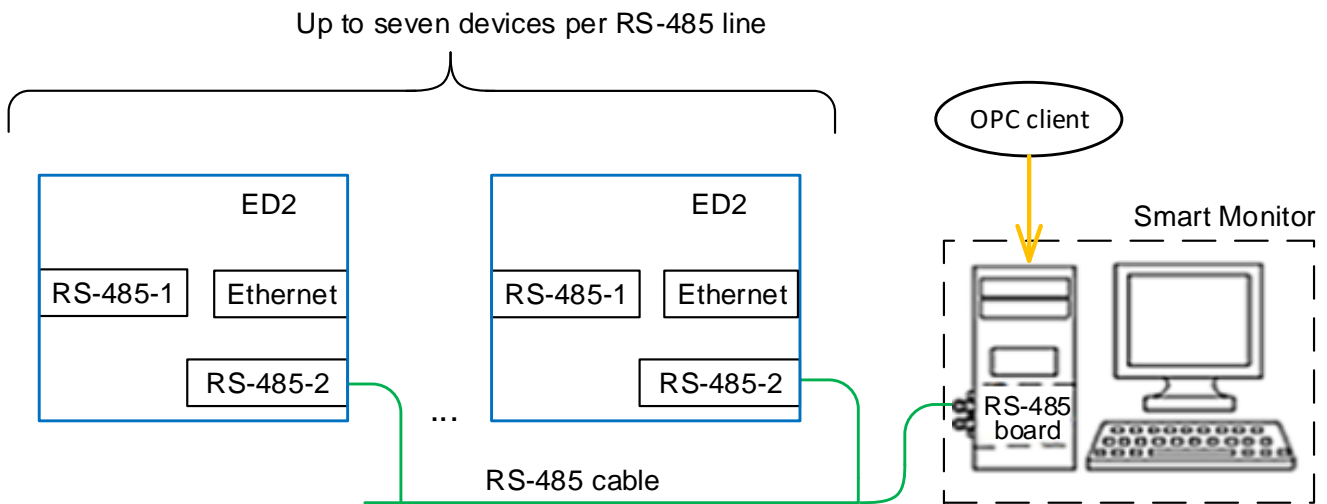 Up to seven devices per RS-485 line
OPC client
ED2
ED2
Smart Monitor
RS-485-1
Ethernet
RS-485-1
Ethernet
RS-485-2
...
RS-485-2
RS-485
board
RS-485 cable